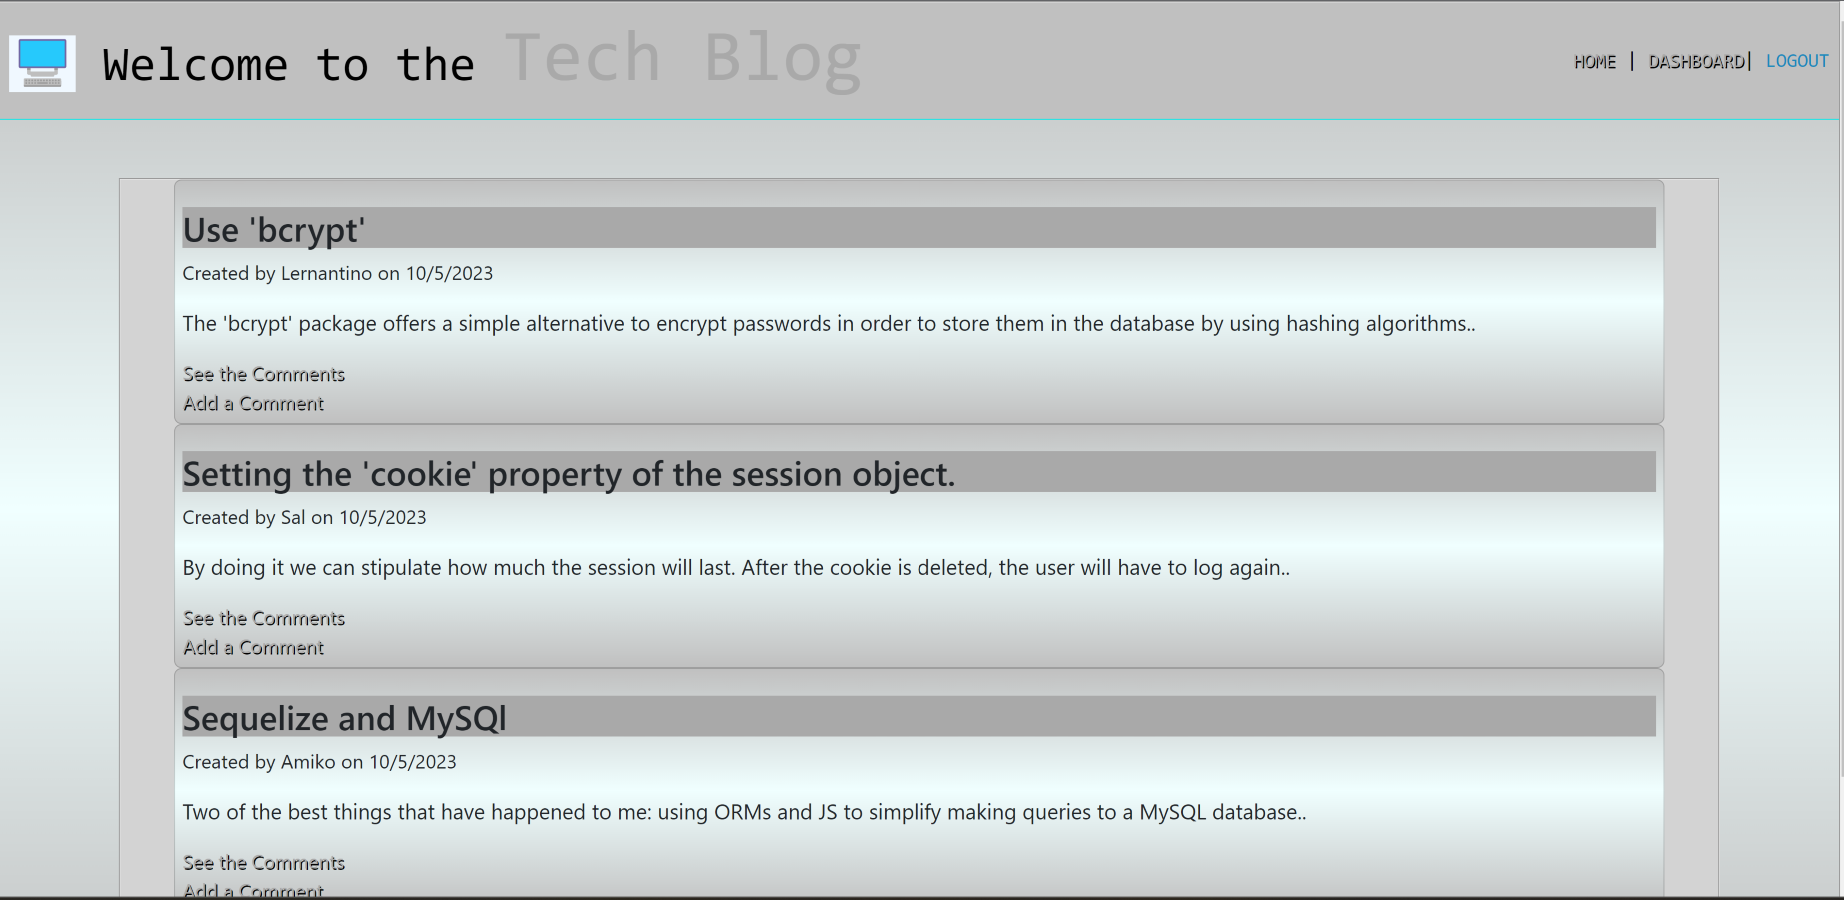 Welcome to the Tech Blog
HOME | DASHBOARD| LOGOUT
Use 'bcrypt'
Created by Lernantino on 10/5/2023
The 'bcrypt' package offers a simple alternative to encrypt passwords in order to store them in the database by using hashing algorithms..
See the Comments
Add a Comment
Setting the 'cookie' property of the session object.
Created by Sal on 10/5/2023
By doing it we can stipulate how much the session will last. After the cookie is deleted, the user will have to log again..
See the Comments
Add a Comment
Sequelize and MySQl
Created by Amiko on 10/5/2023
Two of the best things that have happened to me: using ORMs and JS to simplify making queries to a MySQL database..
See the Comments
Add a Comment